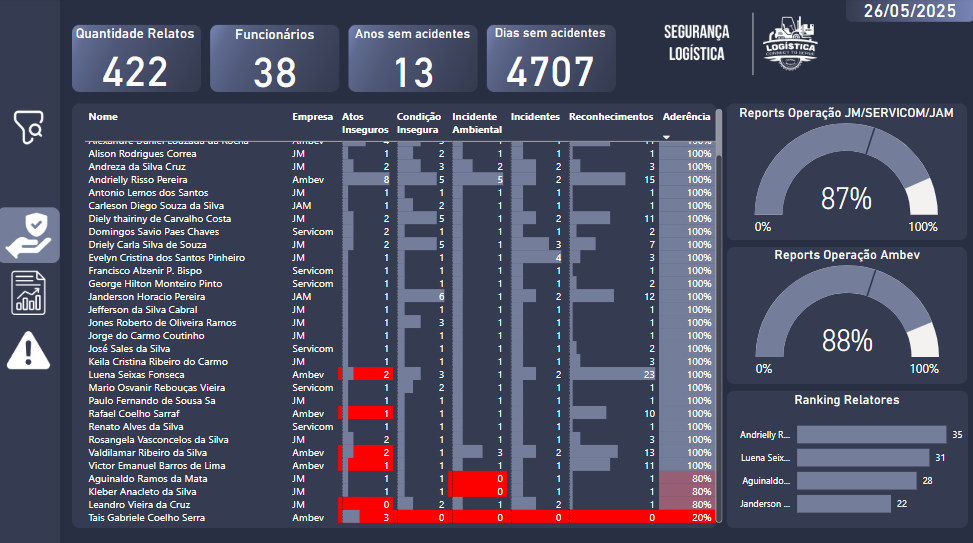 26/05/2025
Quantidade Relatos
422
Funcionários
38
Anos sem acidentes
13
Dias sem acidentes
4707
SEGURANÇA
LOGÍSTICA
LOGÍSTICA
CONNECT TO SERVE
Nome Empresa Atos Inseguros Condição Insegura Incidente Ambiental Incidentes Reconhecimentos Aderência
Alexandre Daniel Louzada da Rocha Ambev 4 3 1 1 11 100%
Alison Rodrigues Correa JM 1 2 1 1 1 100%
Andreza da Silva Cruz JM 2 3 2 2 3 100%
Andrielly Risso Pereira Ambev 8 5 5 2 15 100%
Antonio Lemos dos Santos JM 1 1 1 1 1 100%
Carleson Diego Souza da Silva JAM 1 2 1 1 1 100%
Diely thairiny de Carvalho Costa JM 2 5 1 2 11 100%
Domingos Savio Paes Chaves Servicom 2 1 1 1 2 100%
Driely Carla Silva de Souza JM 2 5 1 3 7 100%
Evelyn Cristina dos Santos Pinheiro JM 1 1 1 4 3 100%
Francisco Alzenir P. Bispo Servicom 1 1 1 1 1 100%
George Hilton Monteiro Pinto Servicom 1 1 1 1 2 100%
Janderson Horacio Pereira JAM 1 6 1 2 12 100%
Jefferson da Silva Cabral JM 1 1 1 1 1 100%
Jones Roberto de Oliveira Ramos JM 1 3 1 1 1 100%
Jorge do Carmo Coutinho JM 1 1 1 1 1 100%
José Sales da Silva Servicom 1 1 1 1 2 100%
Keila Cristina Ribeiro do Carmo JM 1 1 1 1 3 100%
Luena Seixas Fonseca Ambev 2 3 1 2 23 100%
Mario Osvanir Rebouças Vieira Servicom 1 2 1 1 1 100%
Paulo Fernando de Sousa Sa JM 1 1 1 1 1 100%
Rafael Coelho Sarraf Ambev 1 1 1 1 10 100%
Renato Alves da Silva Servicom 1 1 1 1 1 100%
Rosangela Vasconcelos da Silva JM 2 1 1 1 3 100%
Valdilamar Ribeiro da Silva Ambev 2 1 3 2 13 100%
Victor Emanuel Barros de Lima Ambev 1 1 1 1 11 100%
Aguinaldo Ramos da Mata JM 1 1 0 1 1 80%
Kleber Anacleto da Silva JM 1 1 0 1 1 80%
Leandro Vieira da Cruz JM 0 2 1 2 1 80%
Tais Gabriele Coelho Serra Ambev 3 0 0 0 0 20%
Reports Operação JM/SERVICOM/JAM
87%
0% 100%
Reports Operação Ambev
88%
0% 100%
Ranking Relatores
Andrielly R... 35
Luena Seix... 31
Aguinaldo... 28
Janderson ... 22